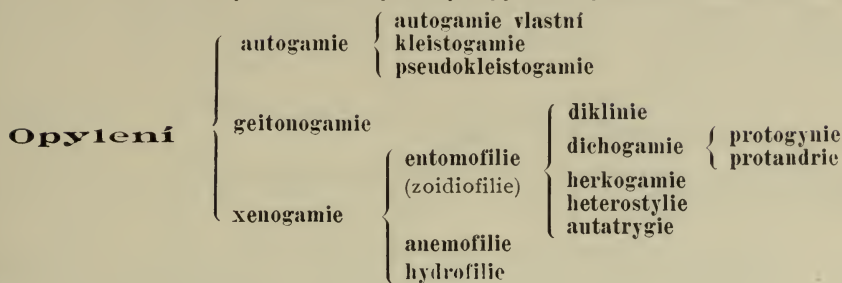 autogamie vlastní
autogamie
kleistogamie
pseudokleistogamie
Opylení
geitonogamie
diklinie
dichogamie
protogynie
protandrie
entomofilie
(zoidiofilie)
herkogamie
heterostylie
autatrygie
xenogamie
anemofilie
hydrofilie